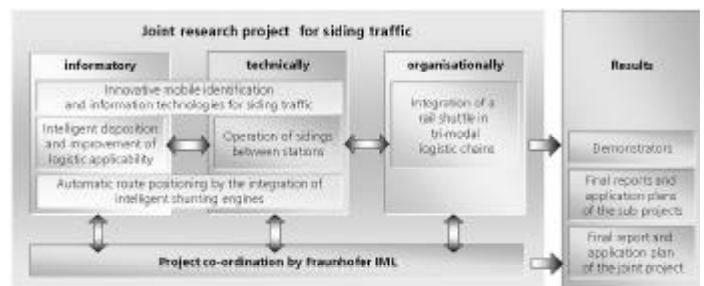 Joint research project for siding traffic
informatory
technically
organisationally
Results
Innovative mobile identification
and information technologies for siding traffic
Intelligent disposition
and improvement of
logistic applicability
Operation of sidings
between stations
Integration of a
rail shuttle in
tri-modal
logistic chains
Automatic route positioning by the integration of
intelligent shunting engines
Demonstrators
Final reports and
application plans
of the sub projects
Final report and
application plan
of the joint project
Project co-ordination by Fraunhofer IML